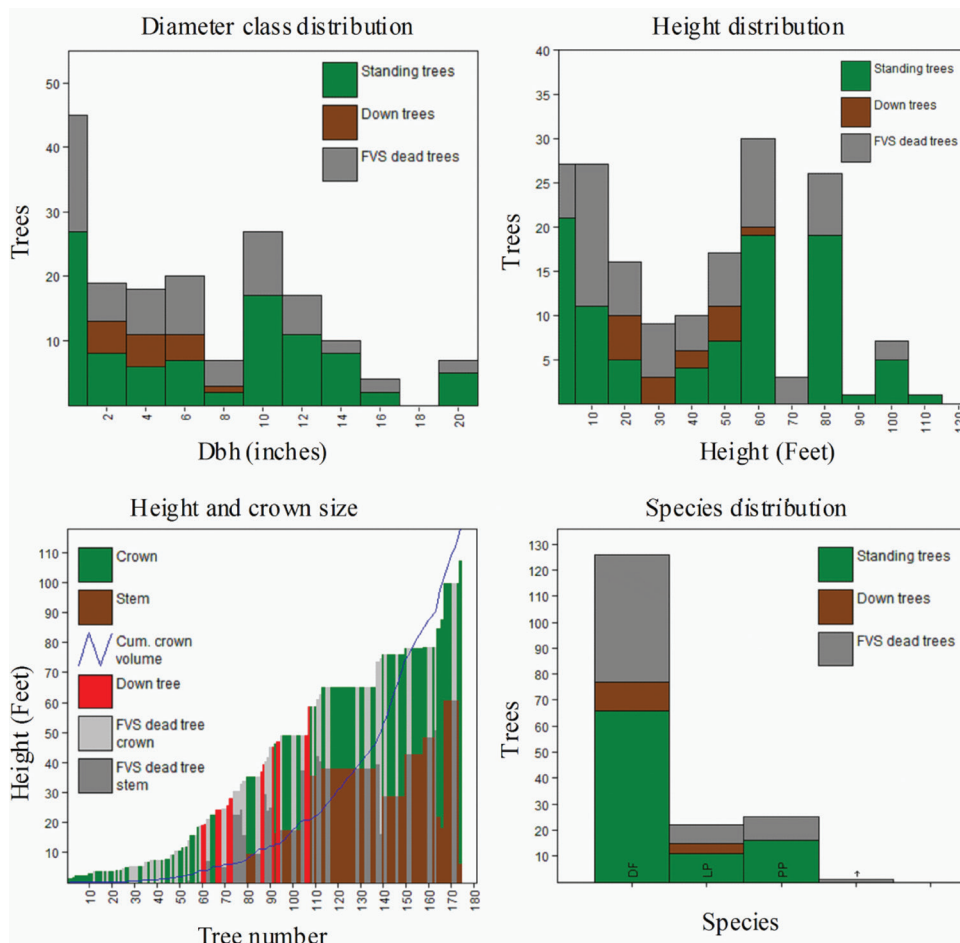 Diameter class distribution
Trees
50
40
30
20
10
Standing trees
Down trees
FVS dead trees
2 4 6 8 10 12 14 16 18 20
Dbh (inches)
Height distribution
Trees
40
35
30
25
20
15
10
5
Standing trees
Down trees
FVS dead trees
10 20 30 40 50 60 70 80 90 100 110 120
Height (Feet)
Height and crown size
Height (Feet)
110
100
90
80
70
60
50
40
30
20
10
Crown
Stem
Cum. crown
volume
Down tree
FVS dead tree
crown
FVS dead tree
stem
10 20 30 40 50 60 70 80 90 100 110 120 130 140 150 160 170 180
Tree number
Species distribution
Trees
130
120
110
100
90
80
70
60
50
40
30
20
10
Standing trees
Down trees
FVS dead trees
DF LP PP
Species